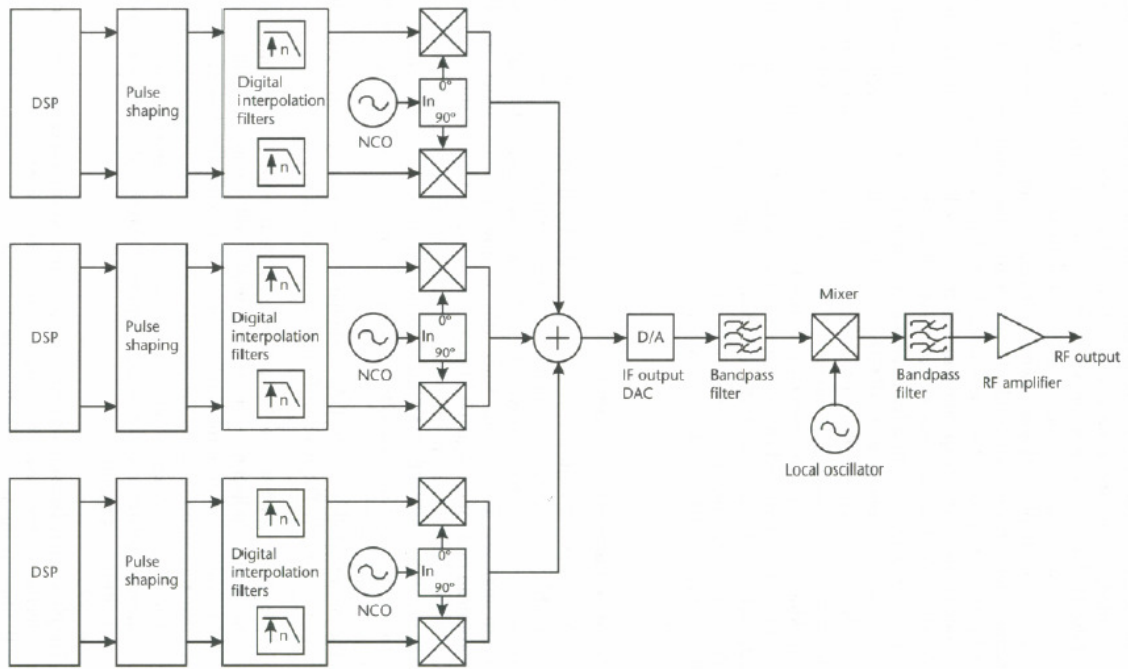 DSP
Pulse
shaping
n
Digital
interpolation
filters
n
NCO
0°
In
90°
DSP
Pulse
shaping
n
Digital
interpolation
filters
n
NCO
0°
In
90°
DSP
Pulse
shaping
n
Digital
interpolation
filters
n
NCO
0°
In
90°
D/A
IF output
DAC
Bandpass
filter
Mixer
Local oscillator
Bandpass
filter
RF amplifier
RF output